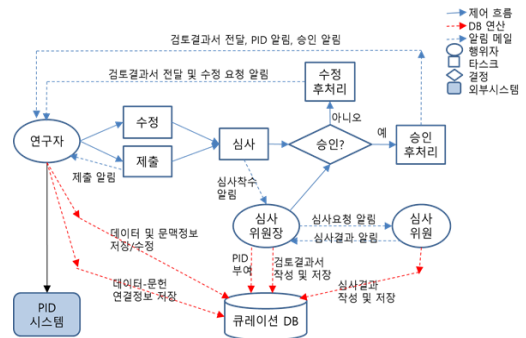 제어 흐름
DB 연산
알림 메일
행위자
타스크
결정
외부시스템
검토결과서 전달, PID 알림, 승인 알림
검토결과서 전달 및 수정 요청 알림
수정
후처리
아니오
연구자
수정
제출
심사
승인?
예
승인
후처리
제출 알림
심사착수
알림
심사
위원장
심사요청 알림
심사결과 알림
심사
위원
데이터 및 문맥정보
저장/수정
PID
부여
검토결과서
작성 및 저장
데이터-문헌
연결정보 저장
심사결과
작성 및 저장
PID
시스템
큐레이션 DB